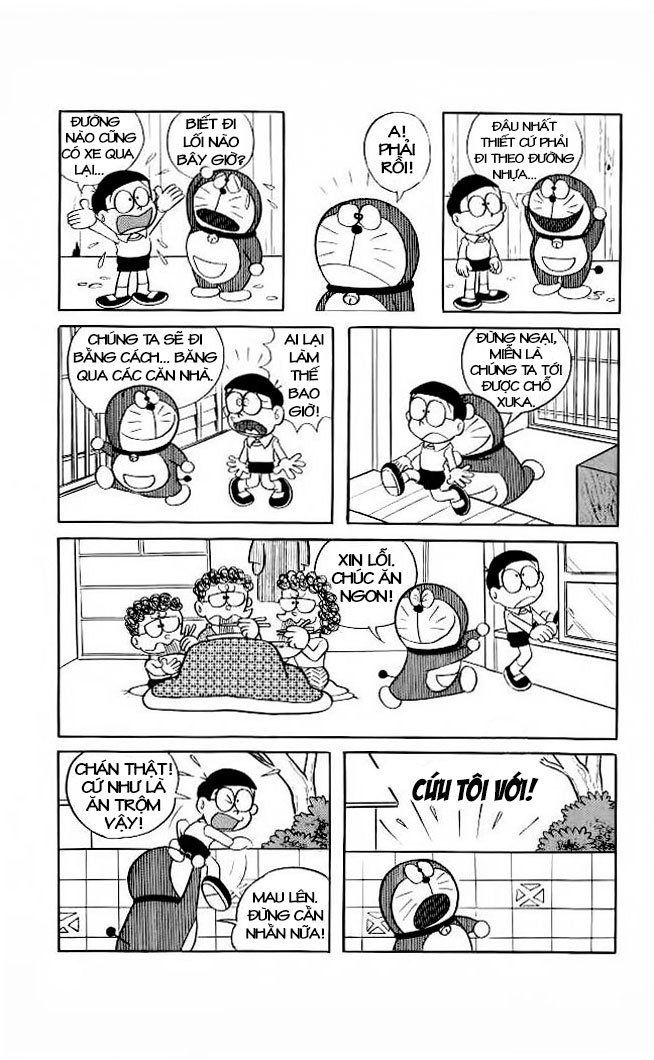 ĐƯỜNG
NÀO CŨNG
CÓ XE QUA
LẠI...
BIẾT ĐI
LỐI NÀO
BÂY GIỜ?
A!
PHẢI
RỒI!
ĐÂU NHẤT
THIẾT CỨ PHẢI
ĐI THEO ĐƯỜNG
NHỰA...
CHÚNG TA SẼ ĐI
BẰNG CÁCH... BĂNG
QUA CÁC CĂN NHÀ.
AI LẠI
LÀM
THẾ
BAO
GIỜ!
ĐỪNG NGẠI,
MIỄN LÀ
CHÚNG TA TỚI
ĐƯỢC CHỖ
XUKA.
XIN LỖI.
CHÚC ĂN
NGON!
CHÁN THẬT!
CỨ NHƯ LÀ
ĂN TRỘM
VẬY!
MAU LÊN.
ĐỪNG CẰN
NHẰN NỮA!
CỨU TÔI VỚI!